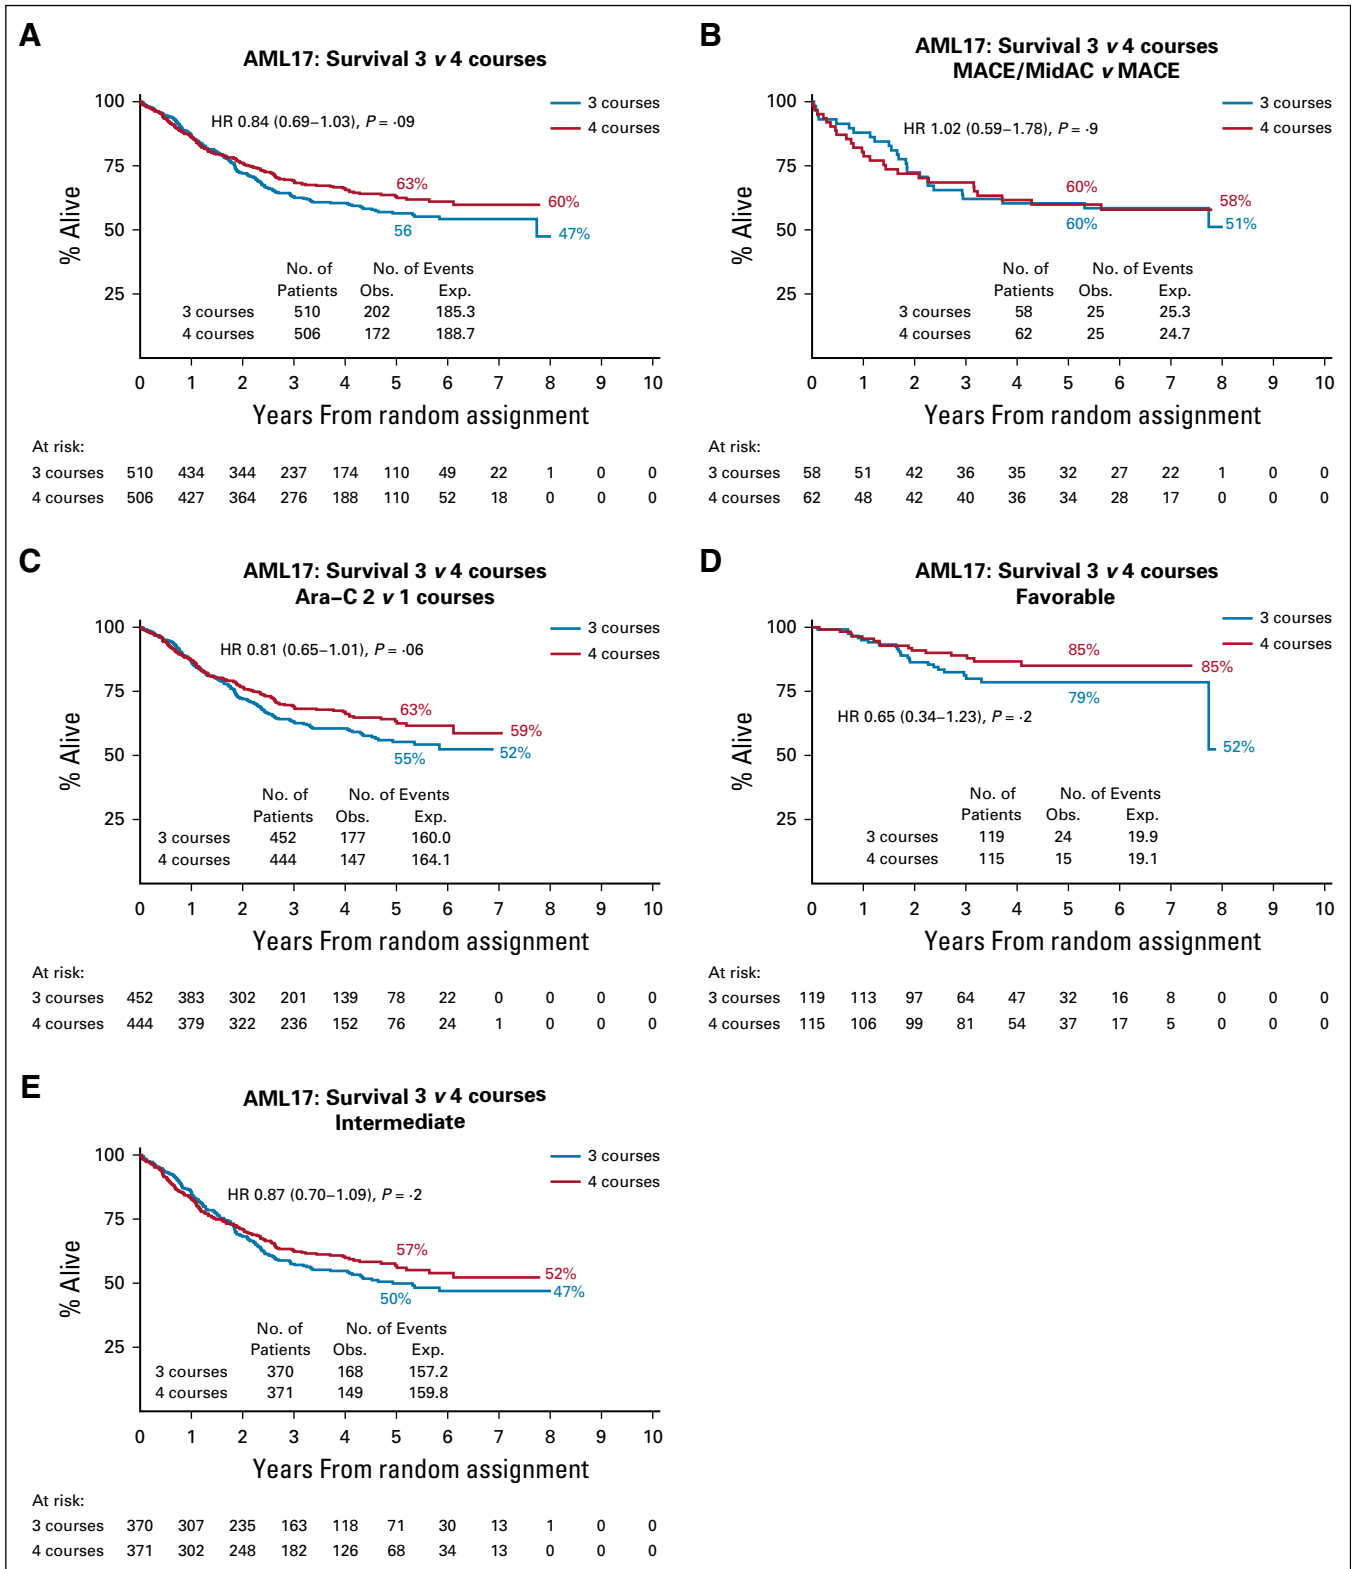 A
AML17: Survival 3 v 4 courses
3 courses
4 courses
HR 0.84 (0.69–1.03), P = ·09
% Alive
100
75
50
25
63%
60%
56
47%
No. of No. of Events
Patients Obs. Exp.
3 courses 510 202 185.3
4 courses 506 172 188.7
0 1 2 3 4 5 6 7 8 9 10
Years From random assignment
At risk:
3 courses 510 434 344 237 174 110 49 22 1 0 0
4 courses 506 427 364 276 188 110 52 18 0 0 0
B
AML17: Survival 3 v 4 courses
MACE/MidAC v MACE
3 courses
4 courses
HR 1.02 (0.59–1.78), P = ·9
% Alive
100
75
50
25
60%
58%
60%
51%
No. of No. of Events
Patients Obs. Exp.
3 courses 58 25 25.3
4 courses 62 25 24.7
0 1 2 3 4 5 6 7 8 9 10
Years From random assignment
At risk:
3 courses 58 51 42 36 35 32 27 22 1 0 0
4 courses 62 48 42 40 36 34 28 17 0 0 0
C
AML17: Survival 3 v 4 courses
Ara–C 2 v 1 courses
3 courses
4 courses
HR 0.81 (0.65–1.01), P = ·06
% Alive
100
75
50
25
63%
59%
55%
52%
No. of No. of Events
Patients Obs. Exp.
3 courses 452 177 160.0
4 courses 444 147 164.1
0 1 2 3 4 5 6 7 8 9 10
Years From random assignment
At risk:
3 courses 452 383 302 201 139 78 22 0 0 0 0
4 courses 444 379 322 236 152 76 24 1 0 0 0
D
AML17: Survival 3 v 4 courses
Favorable
3 courses
4 courses
% Alive
100
75
50
25
85%
85%
79%
HR 0.65 (0.34–1.23), P = ·2
52%
No. of No. of Events
Patients Obs. Exp.
3 courses 119 24 19.9
4 courses 115 15 19.1
0 1 2 3 4 5 6 7 8 9 10
Years From random assignment
At risk:
3 courses 119 113 97 64 47 32 16 8 0 0 0
4 courses 115 106 99 81 54 37 17 5 0 0 0
E
AML17: Survival 3 v 4 courses
Intermediate
3 courses
4 courses
HR 0.87 (0.70–1.09), P = ·2
% Alive
100
75
50
25
57%
52%
50%
47%
No. of No. of Events
Patients Obs. Exp.
3 courses 370 168 157.2
4 courses 371 149 159.8
0 1 2 3 4 5 6 7 8 9 10
Years From random assignment
At risk:
3 courses 370 307 235 163 118 71 30 13 1 0 0
4 courses 371 302 248 182 126 68 34 13 0 0 0